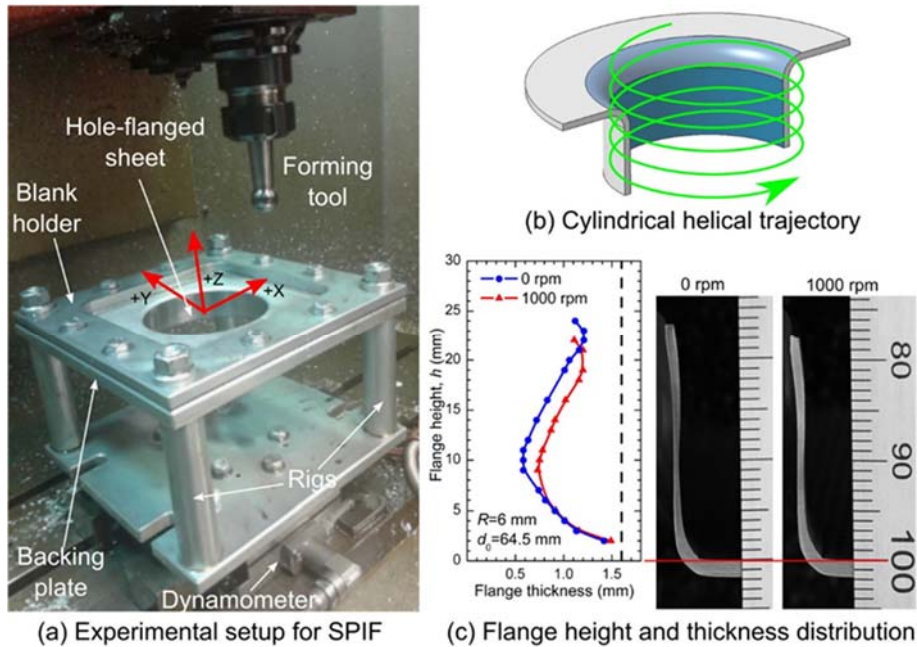 Hole-flanged
sheet
Forming
tool
Blank
holder
+Z
+Y
+X
Rigs
Backing
plate
Dynamometer
(a) Experimental setup for SPIF
(b) Cylindrical helical trajectory
0 rpm
1000 rpm
Flange height, h (mm)
30
25
20
15
10
5
0
R=6 mm
d₀=64.5 mm
0.5 1.0 1.5
Flange thickness (mm)
0 rpm 1000 rpm
80
90
100
(c) Flange height and thickness distribution